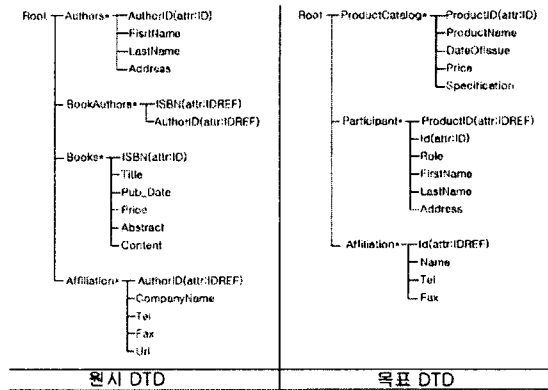 Root
Authors*
AuthorID(attr:ID)
FisrtName
LastName
Address
BookAuthors*
ISBN(attr:IDREF)
AuthorID(attr:IDREF)
Books*
ISBN(attr:ID)
Title
Pub_Date
Price
Abstract
Content
Affiliation*
AuthorID(attr:IDREF)
CompanyName
Tel
Fax
Url
원시 DTD
Root
ProductCatalog*
ProductID(attr:ID)
ProductName
DateOfIssue
Price
Specification
Participant*
ProductID(attr:IDREF)
Id(attr:ID)
Role
FirstName
LastName
Address
Affiliation*
Id(attr:IDREF)
Name
Tel
Fax
목표 DTD